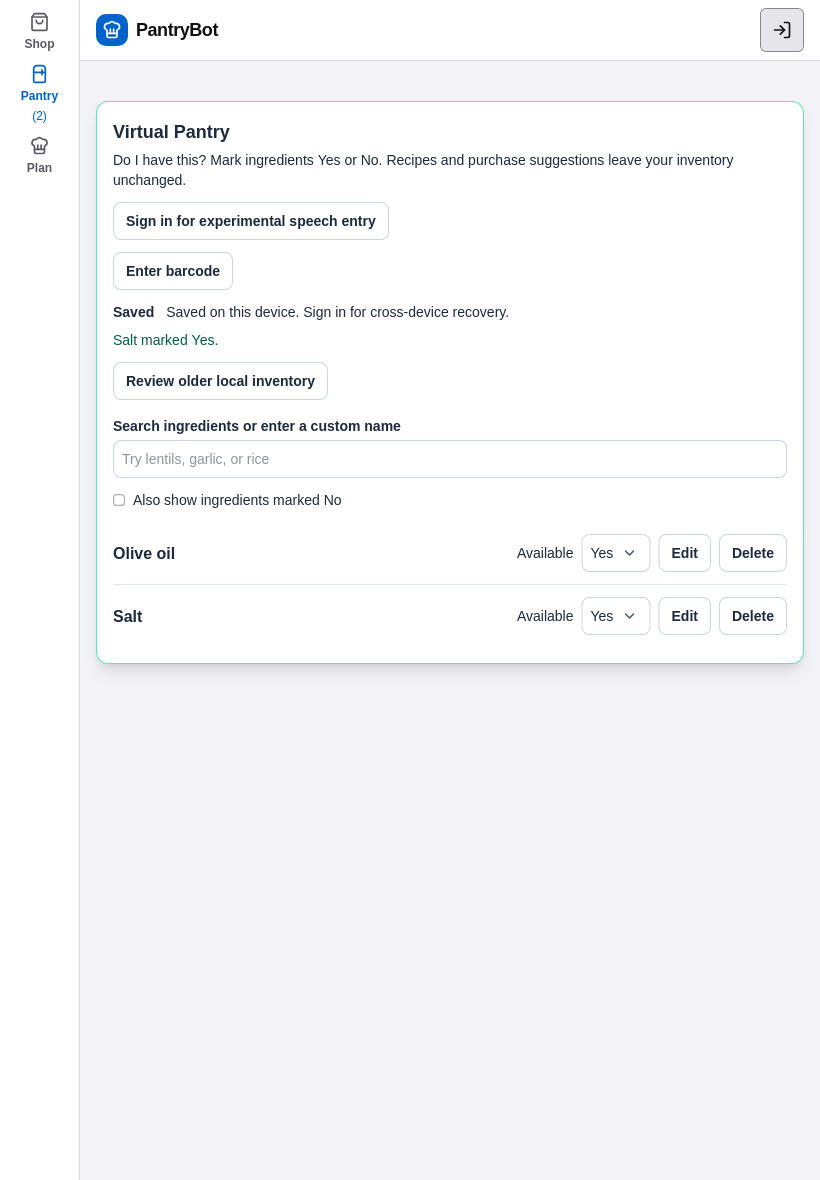 Shop
Pantry
(2)
Plan
PantryBot
Virtual Pantry
Do I have this? Mark ingredients Yes or No. Recipes and purchase suggestions leave your inventory
unchanged.
Sign in for experimental speech entry
Enter barcode
Saved Saved on this device. Sign in for cross-device recovery.
Salt marked Yes.
Review older local inventory
Search ingredients or enter a custom name
Try lentils, garlic, or rice
Also show ingredients marked No
Olive oil Available Yes Edit Delete
Salt Available Yes Edit Delete